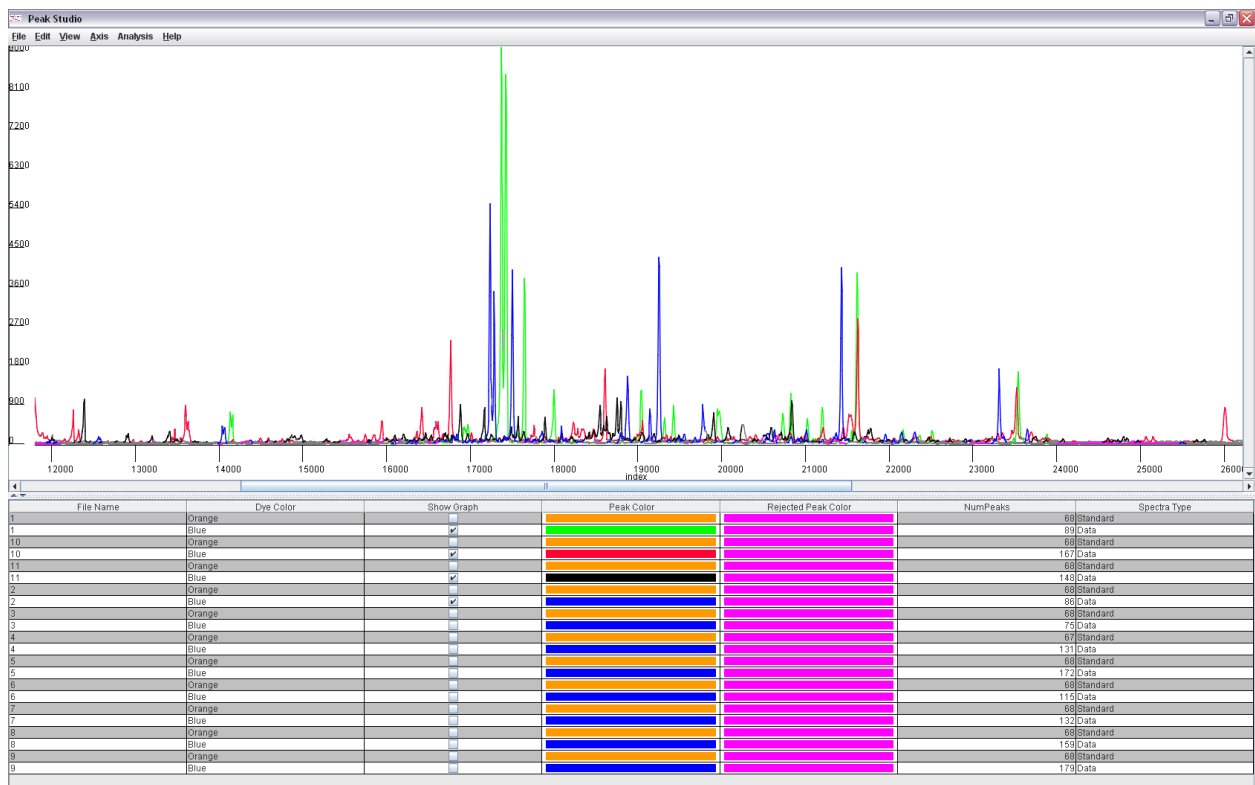 Peak Studio
File Edit View Axis Analysis Help
9000
8100
7200
6300
5400
4500
3600
2700
1800
900
0
12000 13000 14000 15000 16000 17000 18000 19000 20000 21000 22000 23000 24000 25000 26000
index
File Name Dye Color Show Graph Peak Color Rejected Peak Color NumPeaks Spectra Type
1 Orange 68 Standard
1 Blue 89 Data
10 Orange 68 Standard
10 Blue 167 Data
11 Orange 68 Standard
11 Blue 148 Data
2 Orange 68 Standard
2 Blue 86 Data
3 Orange 68 Standard
3 Blue 75 Data
4 Orange 67 Standard
4 Blue 131 Data
5 Orange 68 Standard
5 Blue 172 Data
6 Orange 68 Standard
6 Blue 115 Data
7 Orange 68 Standard
7 Blue 132 Data
8 Orange 68 Standard
8 Blue 159 Data
9 Orange 68 Standard
9 Blue 179 Data